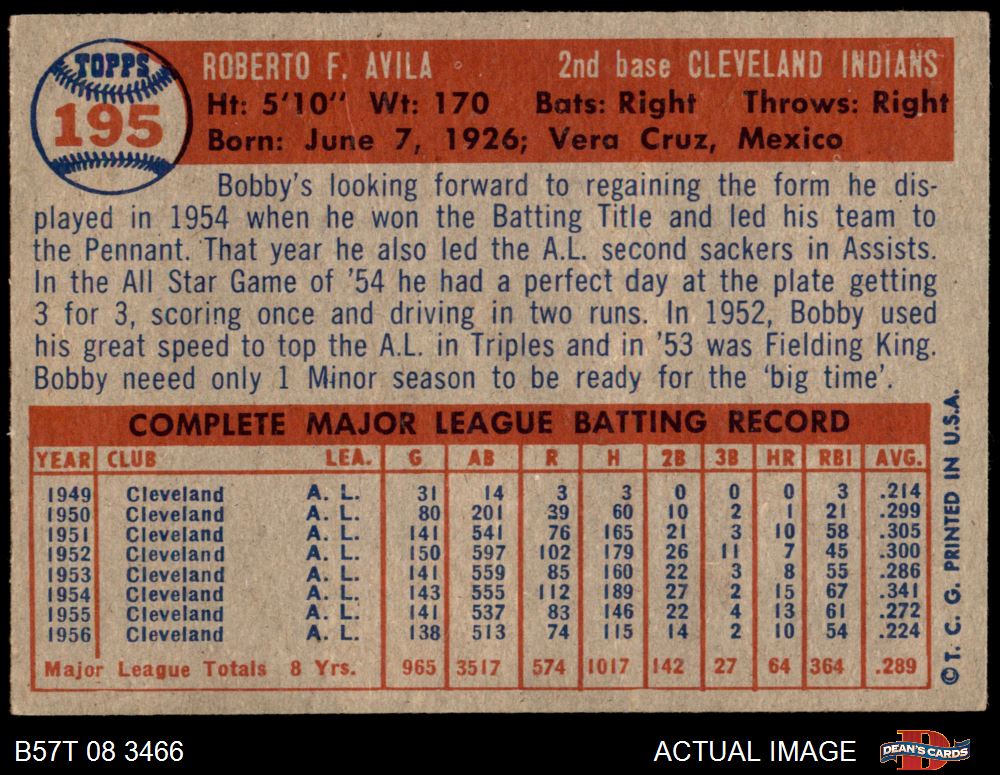 TOPPS
195
ROBERTO F. AVILA 2nd base CLEVELAND INDIANS
Ht: 5'10" Wt: 170 Bats: Right Throws: Right
Born: June 7, 1926; Vera Cruz, Mexico
Bobby's looking forward to regaining the form he dis-
played in 1954 when he won the Batting Title and led his team to
the Pennant. That year he also led the A.L. second sackers in Assists.
In the All Star Game of '54 he had a perfect day at the plate getting
3 for 3, scoring once and driving in two runs. In 1952, Bobby used
his great speed to top the A.L. in Triples and in '53 was Fielding King.
Bobby neeed only 1 Minor season to be ready for the 'big time'.
COMPLETE MAJOR LEAGUE BATTING RECORD
YEAR CLUB LEA. G AB R H 2B 3B HR RBI AVG.
1949 Cleveland A. L. 31 14 3 3 0 0 0 3 .214
1950 Cleveland A. L. 80 201 39 60 10 2 1 21 .299
1951 Cleveland A. L. 141 541 76 165 21 3 10 58 .305
1952 Cleveland A. L. 150 597 102 179 26 11 7 45 .300
1953 Cleveland A. L. 141 559 85 160 22 3 8 55 .286
1954 Cleveland A. L. 143 555 112 189 27 2 15 67 .341
1955 Cleveland A. L. 141 537 83 146 22 4 13 61 .272
1956 Cleveland A. L. 138 513 74 115 14 2 10 54 .224
Major League Totals 8 Yrs. 965 3517 574 1017 142 27 64 364 .289
©T. C. G. PRINTED IN U.S.A.
B57T 08 3466 ACTUAL IMAGE DEAN'S CARDS